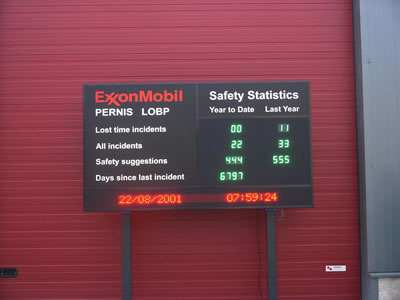 ExxonMobil Safety Statistics
PERNIS LOBP Year to Date Last Year
Lost time incidents 00 11
All incidents 22 33
Safety suggestions 444 555
Days since last incident 6797
22/08/2001 07:59:24